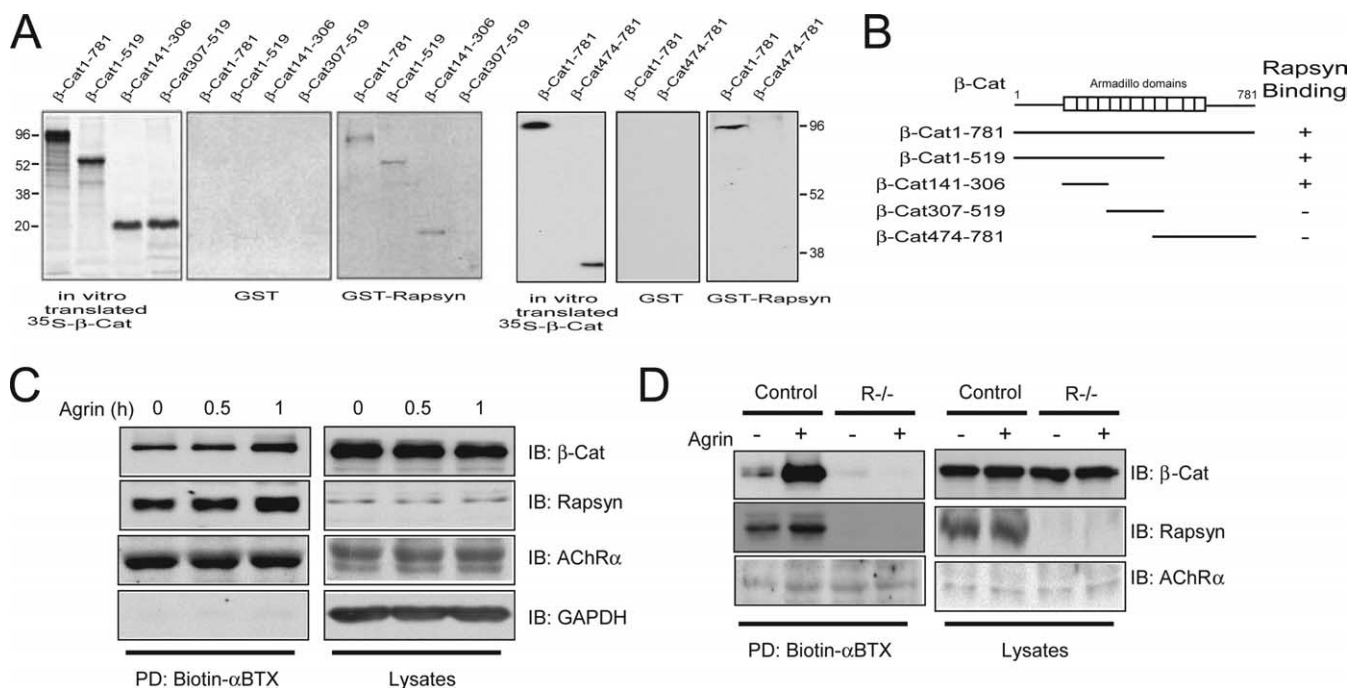 A
β-Cat1-781
β-Cat1-519
β-Cat141-306
β-Cat307-519
β-Cat1-781
β-Cat1-519
β-Cat141-306
β-Cat307-519
β-Cat1-781
β-Cat1-519
β-Cat141-306
β-Cat307-519
96
52
38
20
in vitro
translated
35S-β-Cat
GST
GST-Rapsyn
β-Cat1-781
β-Cat474-781
β-Cat1-781
β-Cat474-781
β-Cat1-781
β-Cat474-781
96
52
38
in vitro
translated
35S-β-Cat
GST
GST-Rapsyn
B
Rapsyn
Binding
β-Cat 1 Armadillo domains 781
β-Cat1-781 +
β-Cat1-519 +
β-Cat141-306 +
β-Cat307-519 -
β-Cat474-781 -
C
Agrin (h) 0 0.5 1 0 0.5 1
IB: β-Cat
IB: Rapsyn
IB: AChRα
IB: GAPDH
PD: Biotin-αBTX Lysates
D
Control R-/- Control R-/-
Agrin - + - + - + - +
IB: β-Cat
IB: Rapsyn
IB: AChRα
PD: Biotin-αBTX Lysates